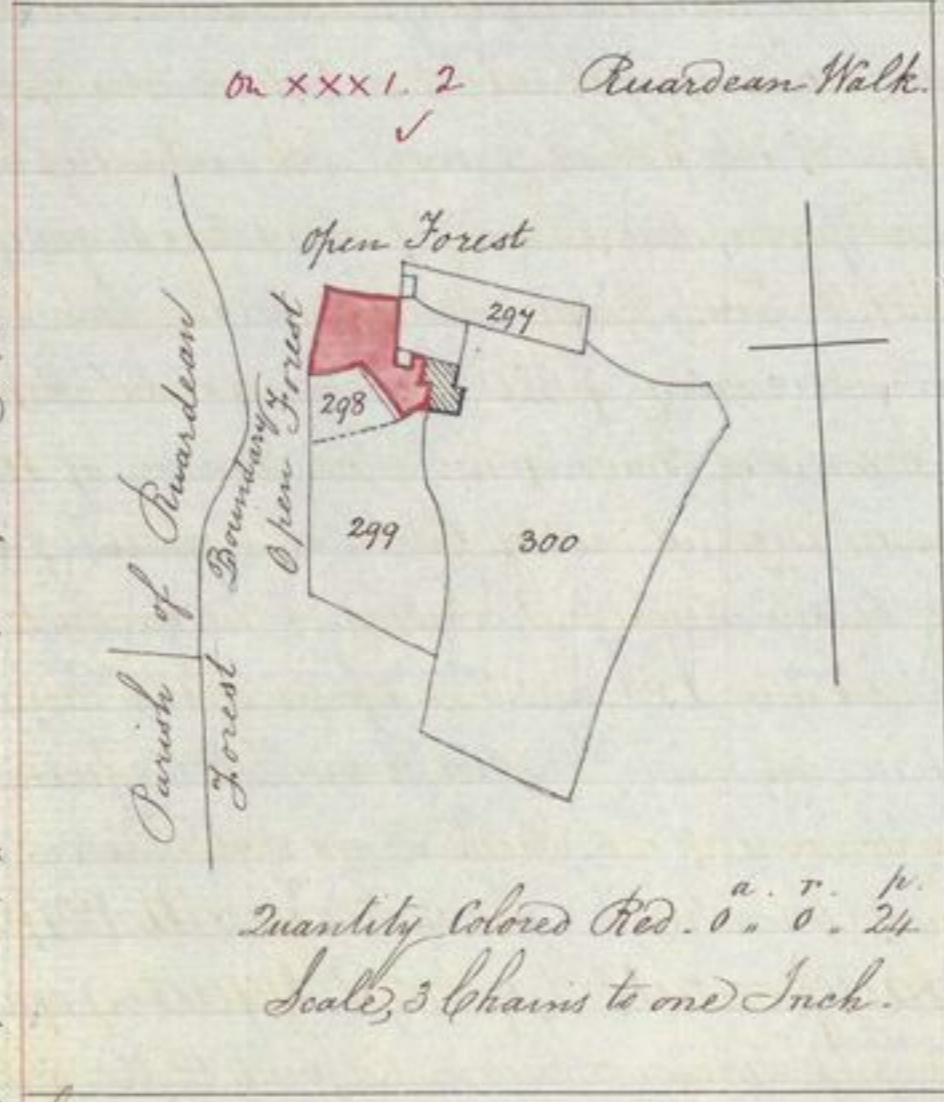 on XXXI. 2
Ruardean Walk.
open Forest
297
Open Forest
298
Parish of Ruardean
Boundary
Forest
299
300
a. r. p.
Quantity Colored Red. 0 " 0 " 24
Scale, 3 Chains to one Inch.